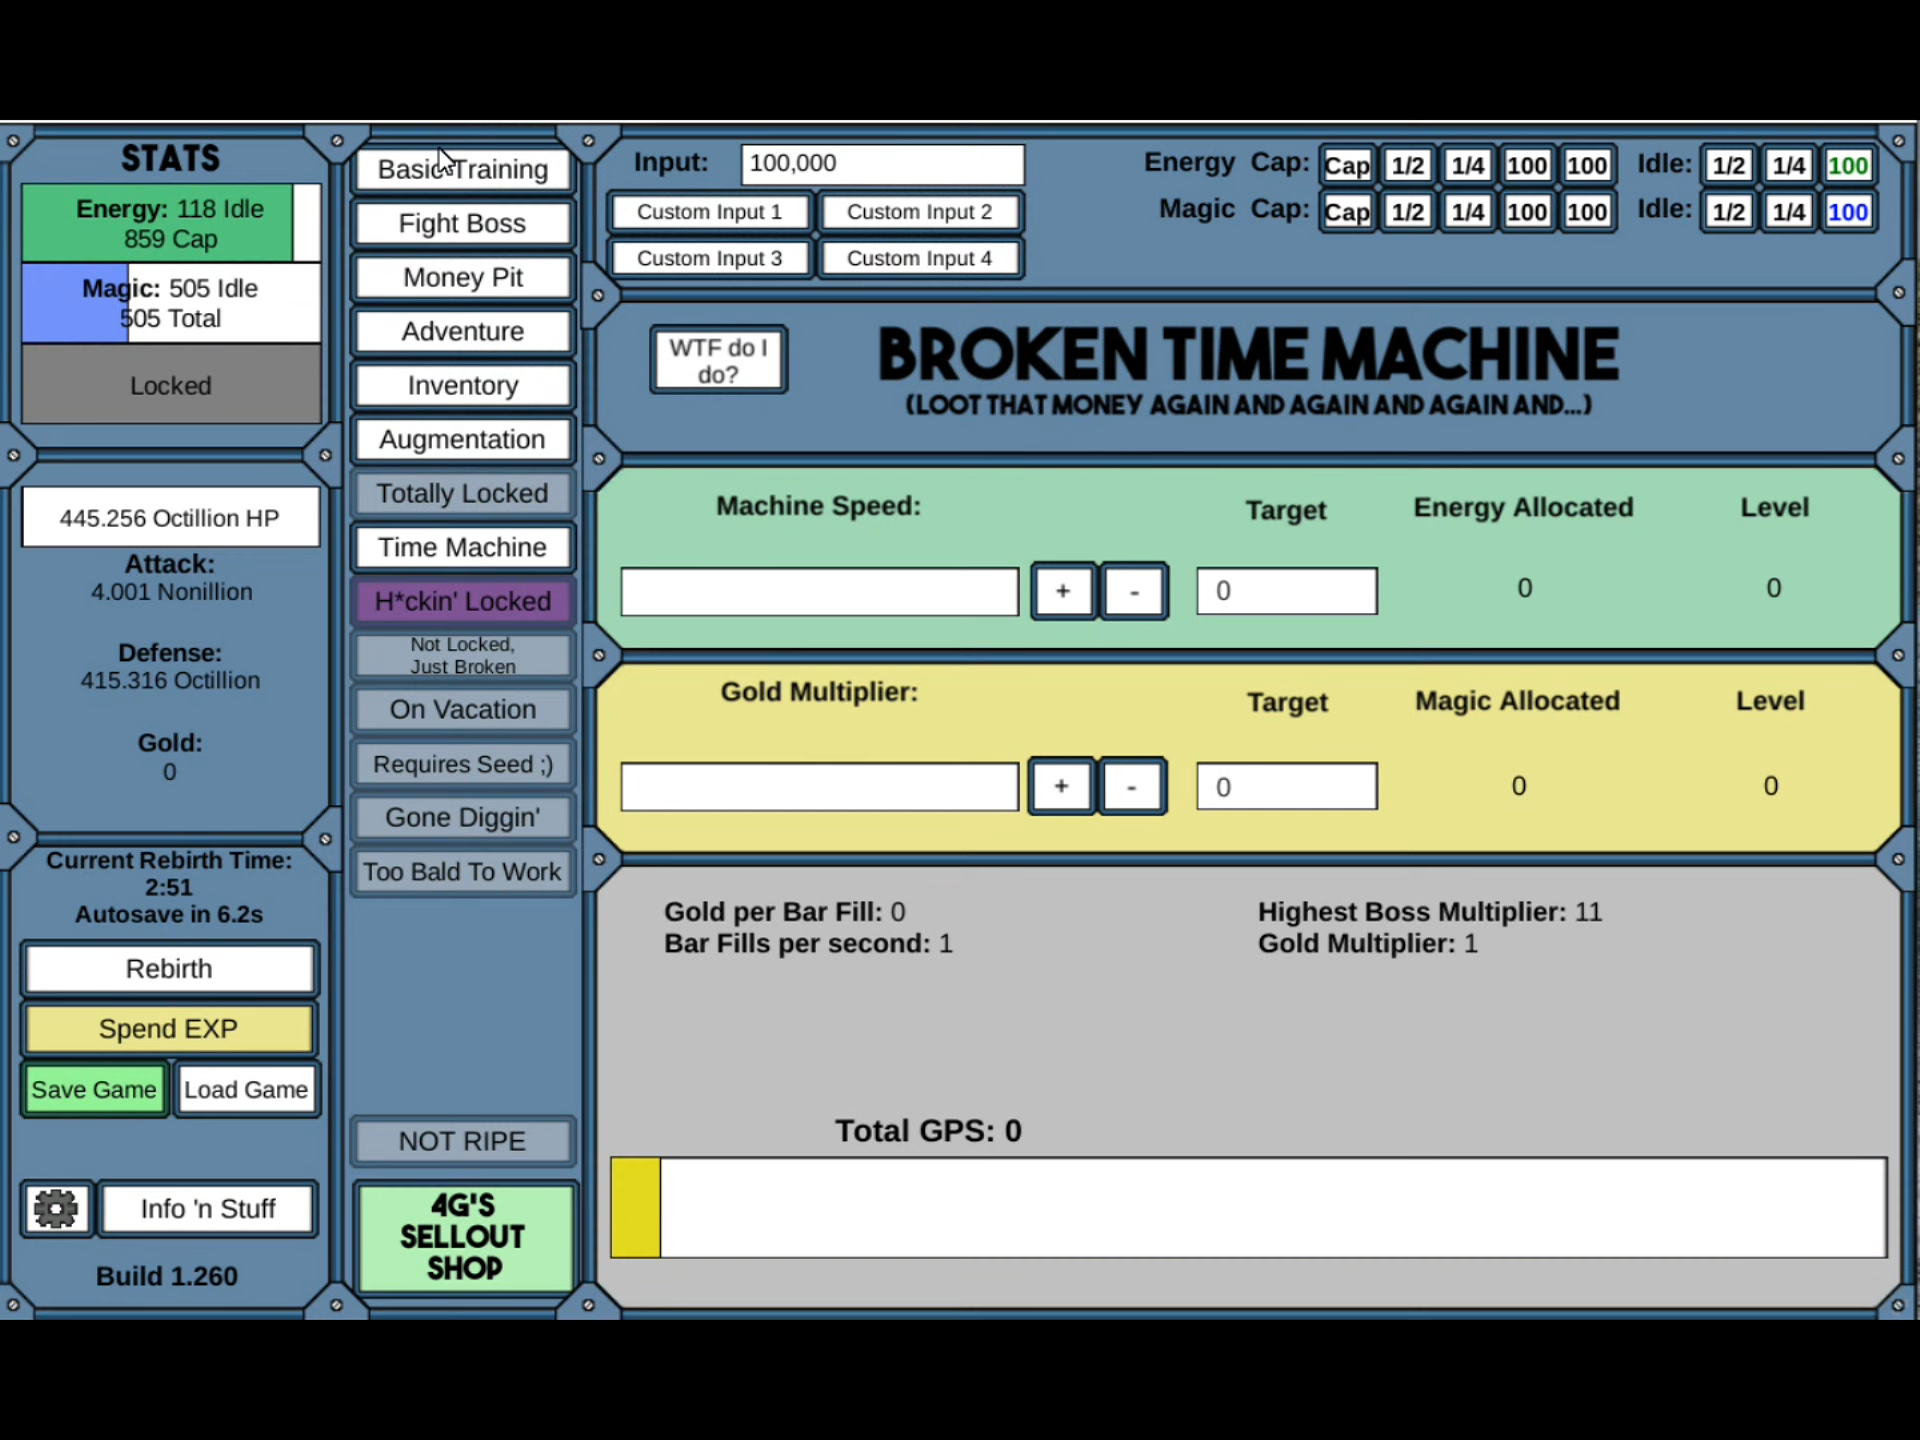 STATS
Energy: 118 Idle
859 Cap
Magic: 505 Idle
505 Total
Locked
445.256 Octillion HP
Attack:
4.001 Nonillion
Defense:
415.316 Octillion
Gold:
0
Current Rebirth Time:
2:51
Autosave in 6.2s
Rebirth
Spend EXP
Save Game
Load Game
Info 'n Stuff
Build 1.260
Basic Training
Fight Boss
Money Pit
Adventure
Inventory
Augmentation
Totally Locked
Time Machine
H*ckin' Locked
Not Locked,
Just Broken
On Vacation
Requires Seed ;)
Gone Diggin'
Too Bald To Work
NOT RIPE
4G'S
SELLOUT
SHOP
Input: 100,000
Custom Input 1 Custom Input 2
Custom Input 3 Custom Input 4
Energy Cap: Cap 1/2 1/4 100 100 Idle: 1/2 1/4 100
Magic Cap: Cap 1/2 1/4 100 100 Idle: 1/2 1/4 100
WTF do I
do?
BROKEN TIME MACHINE
(LOOT THAT MONEY AGAIN AND AGAIN AND AGAIN AND...)
Machine Speed: Target Energy Allocated Level
+ - 0 0 0
Gold Multiplier: Target Magic Allocated Level
+ - 0 0 0
Gold per Bar Fill: 0
Bar Fills per second: 1
Highest Boss Multiplier: 11
Gold Multiplier: 1
Total GPS: 0